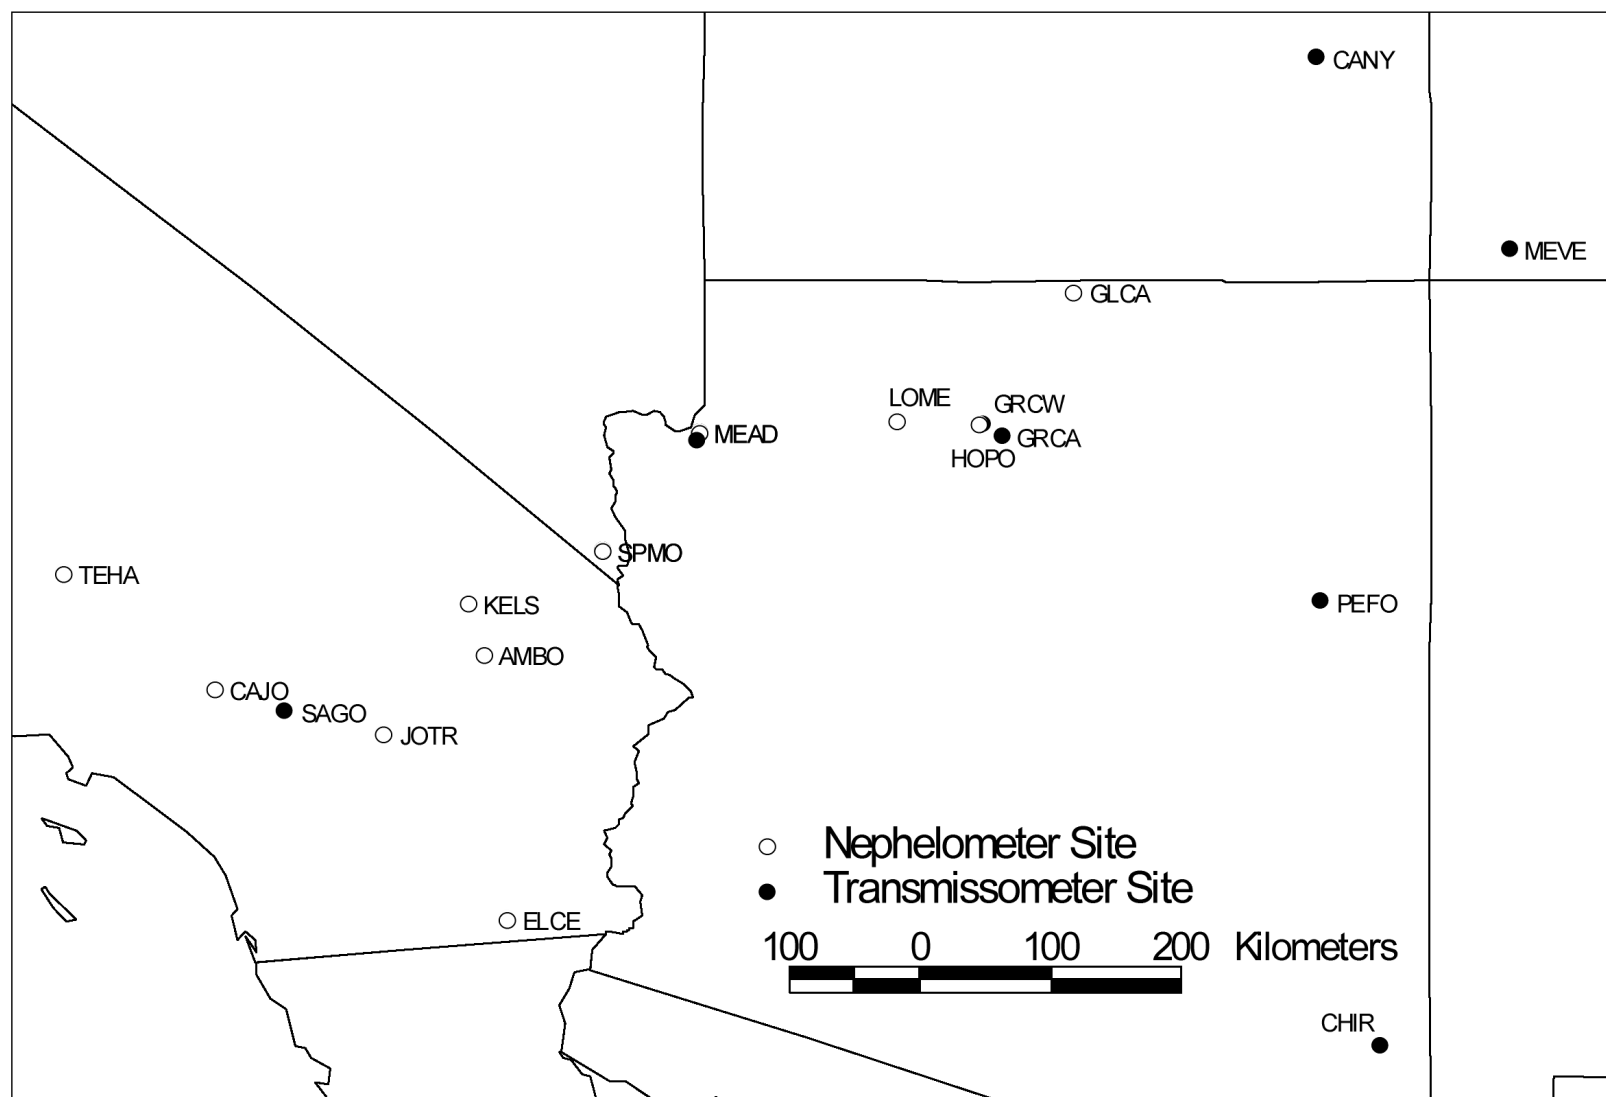 CANY
MEVE
GLCA
LOME
GRCW
MEAD
GRCA
HOPO
SPMO
TEHA
KELS
PEFO
AMBO
CAJO
SAGO
JOTR
Nephelometer Site
Transmissometer Site
ELCE
100 0 100 200 Kilometers
CHIR